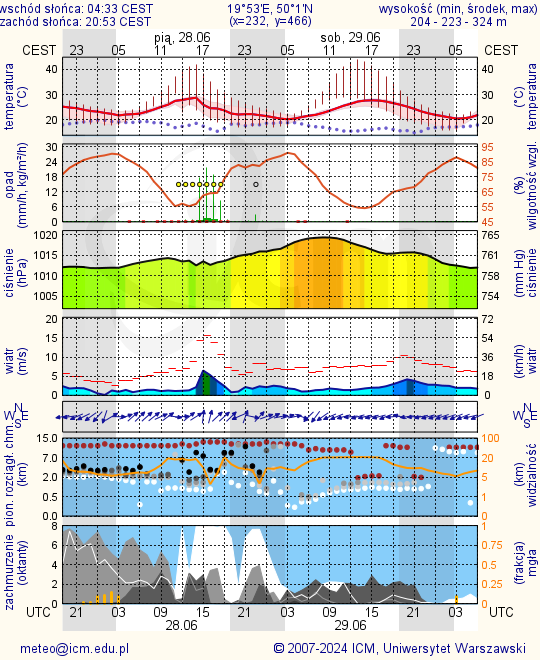 wschód słońca: 04:33 CEST 19°53'E, 50°1'N wysokość (min, środek, max)
zachód słońca: 20:53 CEST (x=232, y=466) 204 - 223 - 324 m
pią, 28.06 sob, 29.06
CEST 23 05 11 17 23 05 11 17 23 05 CEST
temperatura (°C) 40 30 20 40 30 20 (°C) temperatura
opad (mm/h, kg/m²/h) 30 24 18 12 6 0 95 85 75 65 55 45 (%) wilgotność wzgl.
ciśnienie (hPa) 1020 1015 1010 1005 765 761 758 754 (mm Hg) ciśnienie
wiatr (m/s) 20 15 10 5 0 72 54 36 18 0 (km/h) wiatr
N W E S N W E S
pion. rozciągł. chm. (km) 15.0 7.0 2.0 0.5 0.0 100 20 5 1 0 (km) widzialność
zachmurzenie (oktanty) 8 6 4 2 0 1 0.75 0.5 0.25 0 (frakcja) mgła
UTC 21 03 09 15 21 03 09 15 21 03 UTC
28.06 29.06
meteo@icm.edu.pl © 2007-2024 ICM, Uniwersytet Warszawski